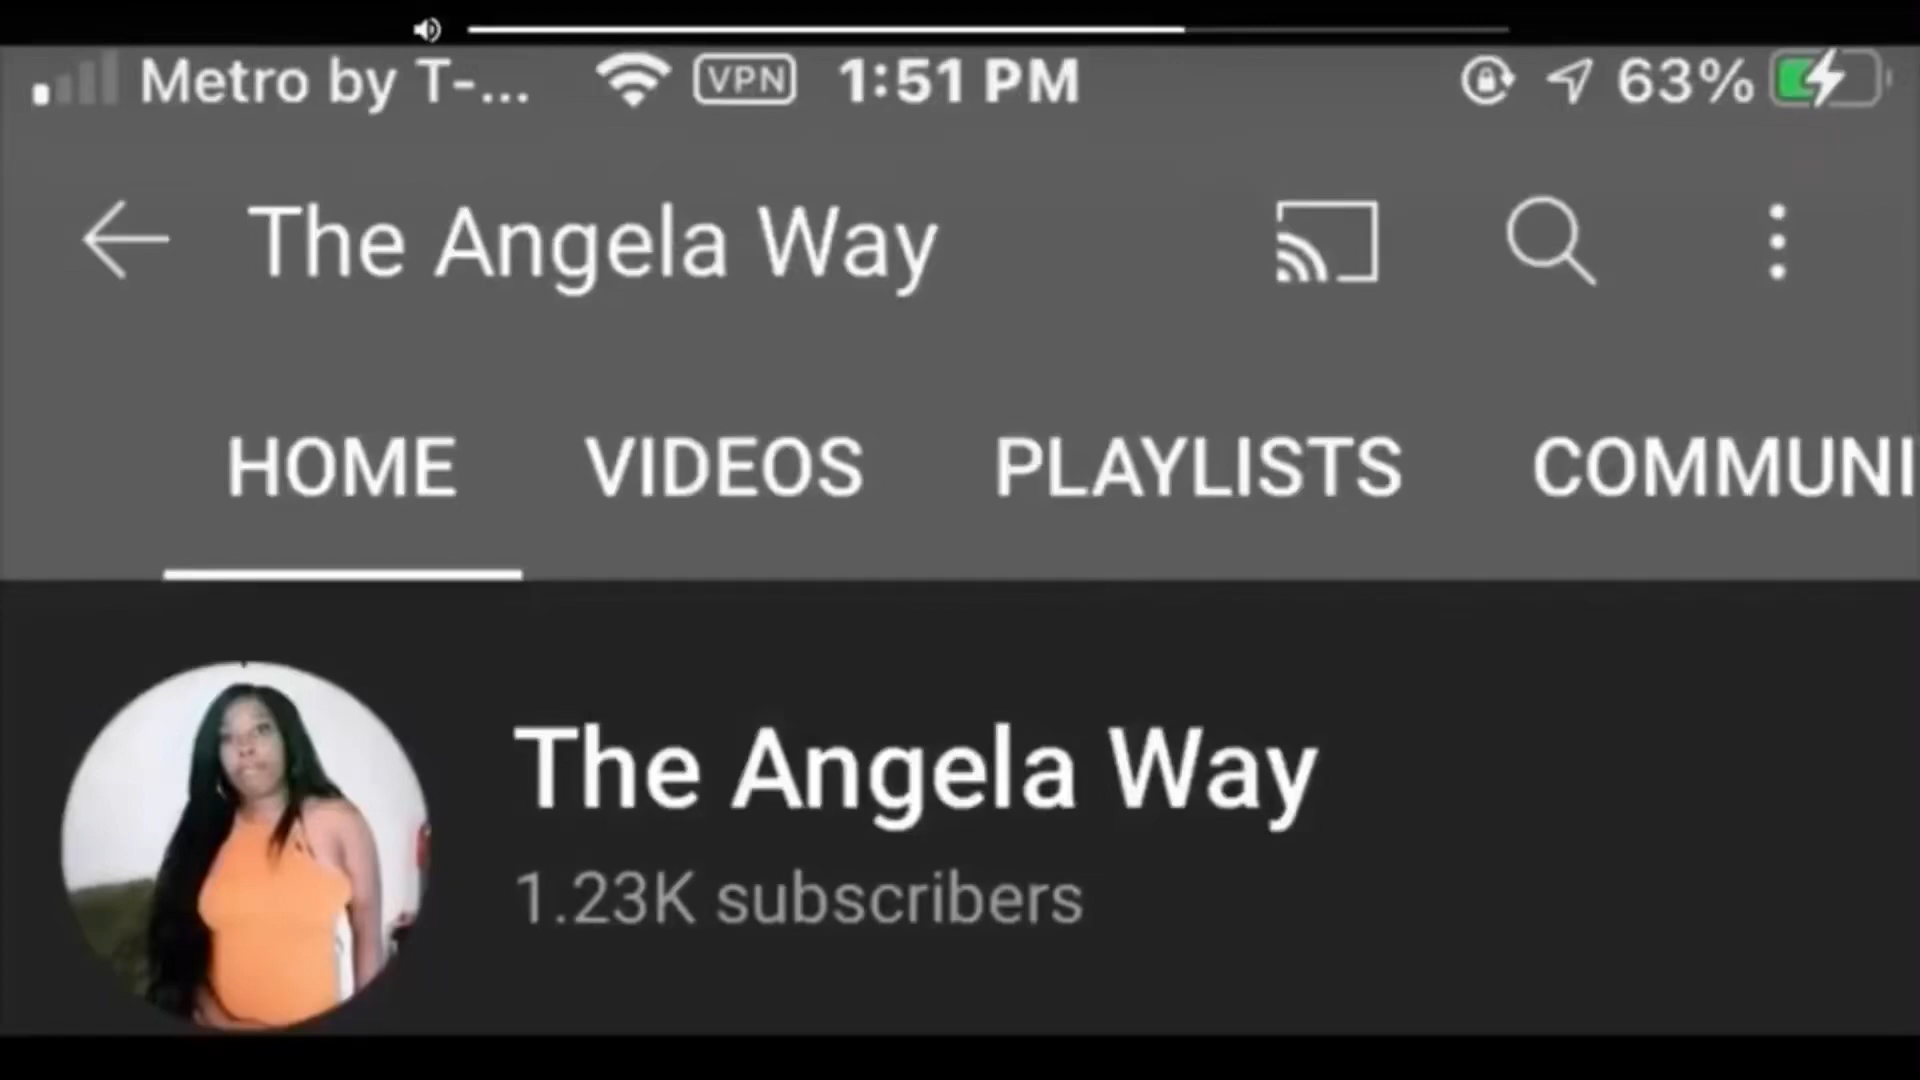 Metro by T-... VPN 1:51 PM 63%
The Angela Way
HOME VIDEOS PLAYLISTS COMMUNI
The Angela Way
1.23K subscribers